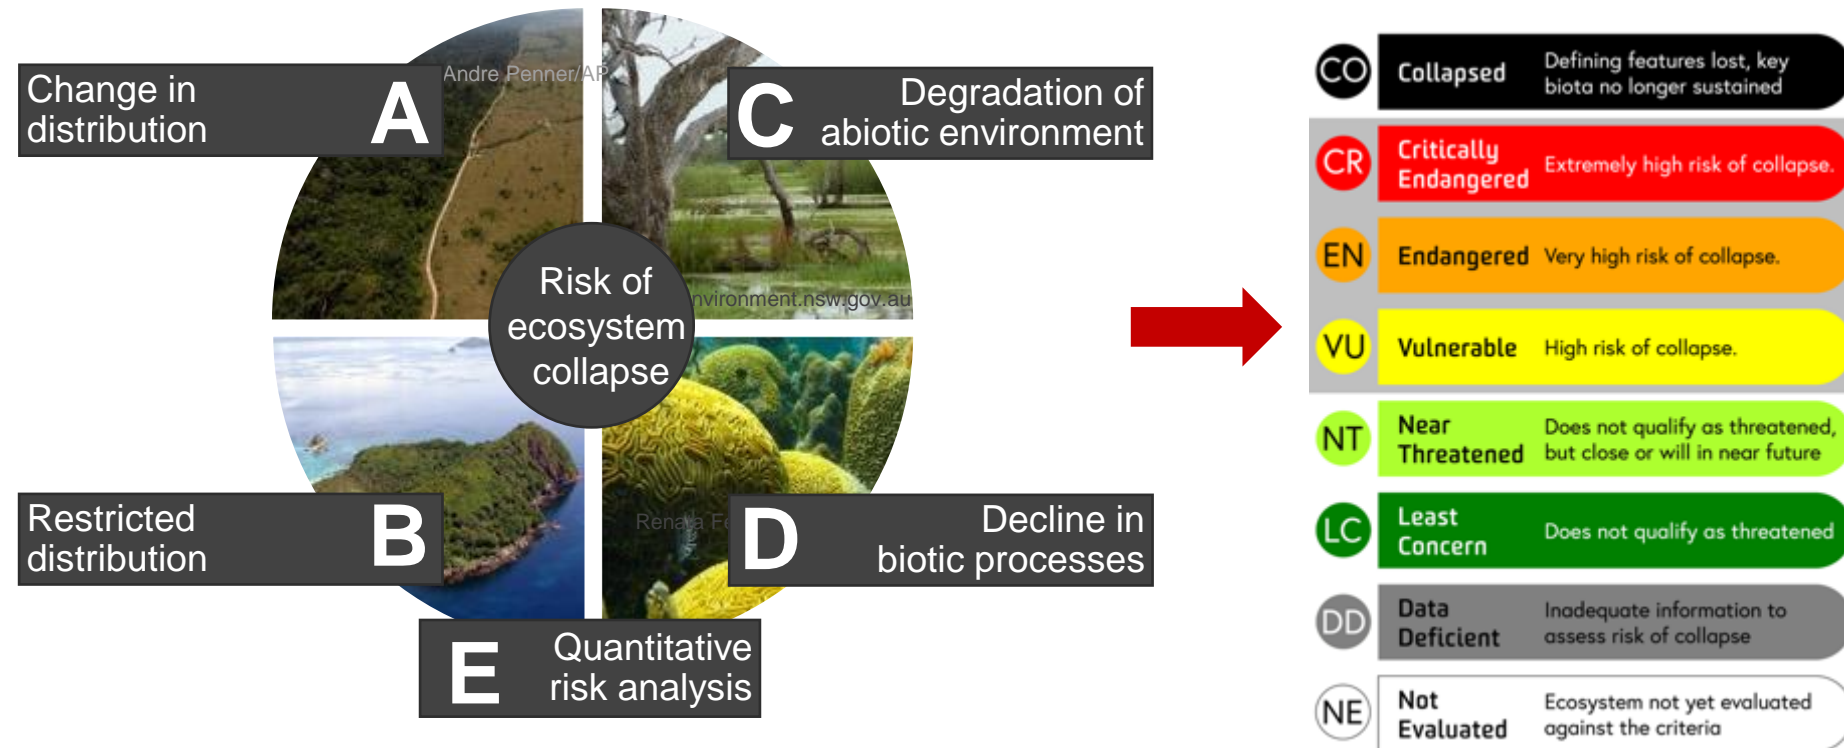 Change in
distribution
A
Andre Penner/AP
C
Degradation of
abiotic environment
nvironment.nsw.gov.au
Risk of
ecosystem
collapse
Restricted
distribution
B
Renata Fe
D
Decline in
biotic processes
E
Quantitative
risk analysis
CO
Collapsed
Defining features lost, key
biota no longer sustained
CR
Critically
Endangered
Extremely high risk of collapse.
EN
Endangered
Very high risk of collapse.
VU
Vulnerable
High risk of collapse.
NT
Near
Threatened
Does not qualify as threatened,
but close or will in near future
LC
Least
Concern
Does not qualify as threatened
DD
Data
Deficient
Inadequate information to
assess risk of collapse
NE
Not
Evaluated
Ecosystem not yet evaluated
against the criteria